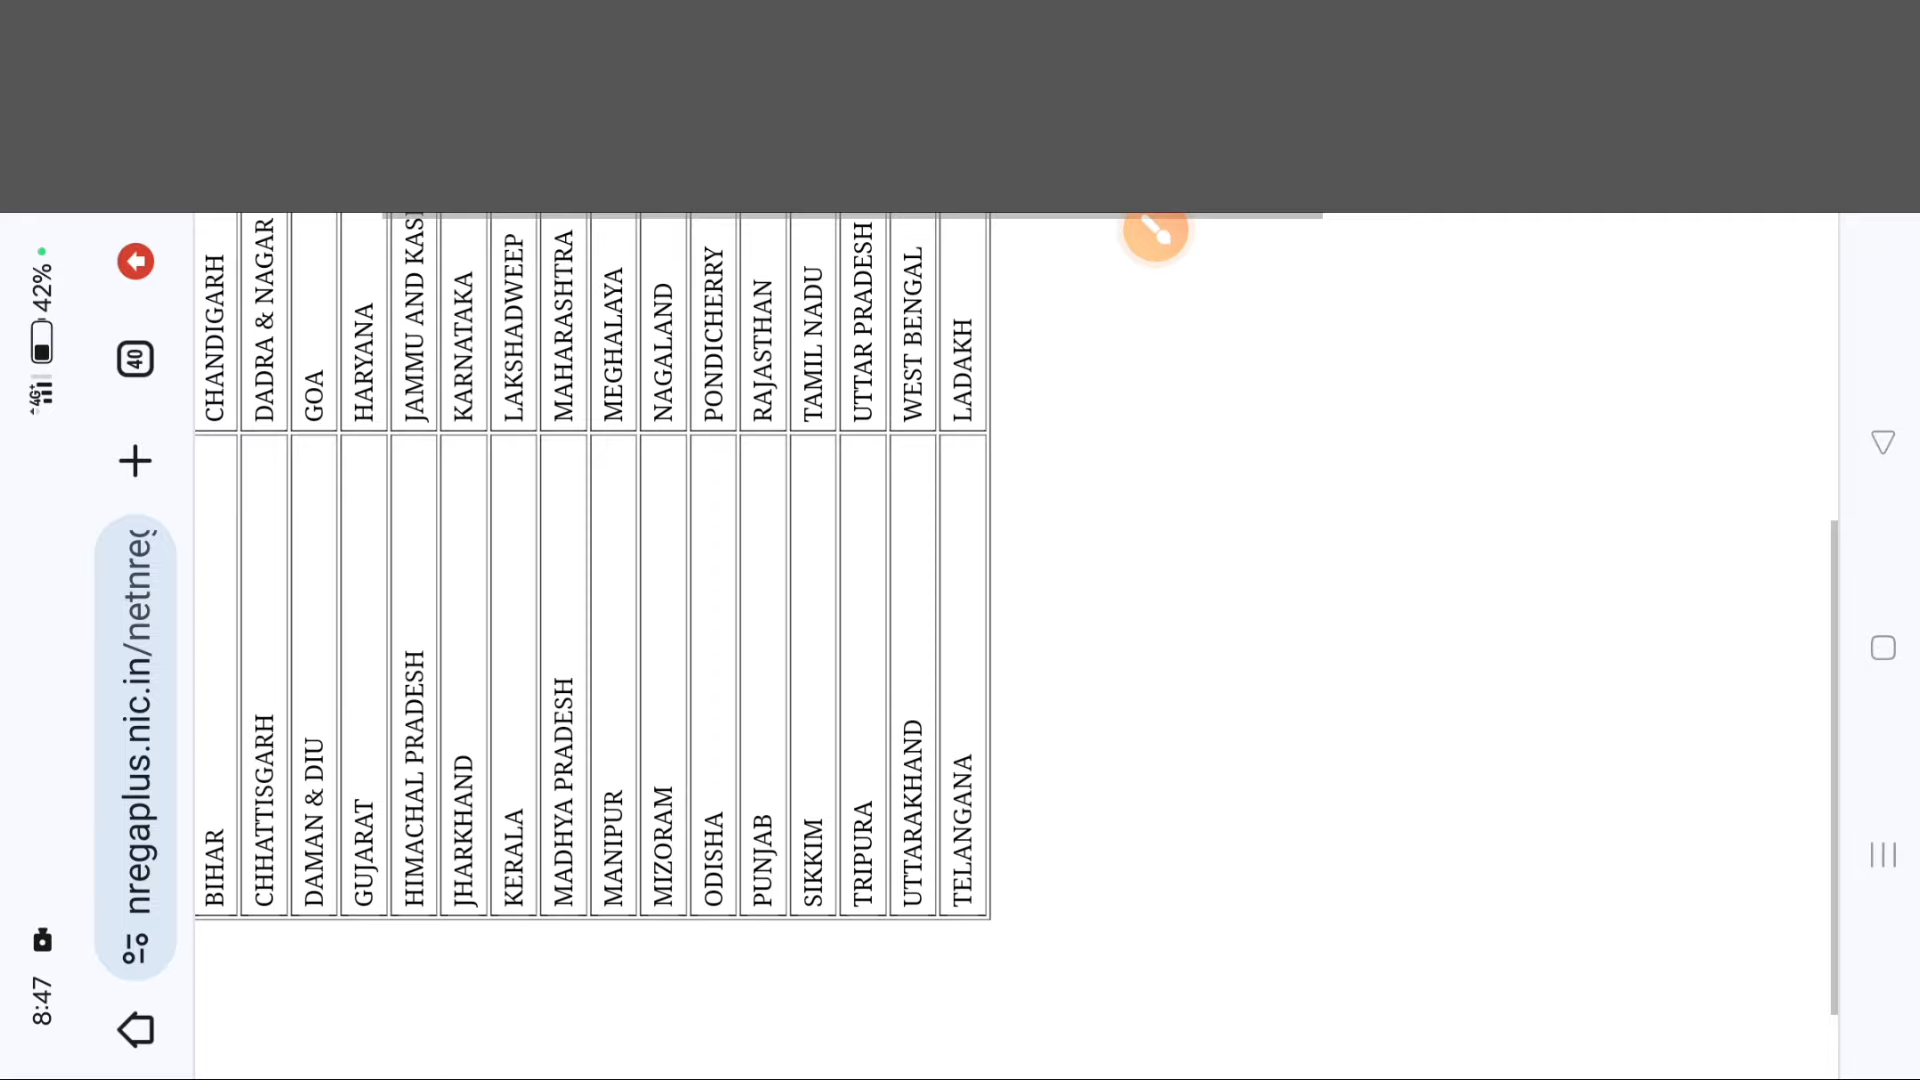 8:47 4G+ 42%
nregaplus.nic.in/netnreg
40
BIHAR CHANDIGARH
CHHATTISGARH DADRA & NAGAR
DAMAN & DIU GOA
GUJARAT HARYANA
HIMACHAL PRADESH JAMMU AND KAS
JHARKHAND KARNATAKA
KERALA LAKSHADWEEP
MADHYA PRADESH MAHARASHTRA
MANIPUR MEGHALAYA
MIZORAM NAGALAND
ODISHA PONDICHERRY
PUNJAB RAJASTHAN
SIKKIM TAMIL NADU
TRIPURA UTTAR PRADESH
UTTARAKHAND WEST BENGAL
TELANGANA LADAKH